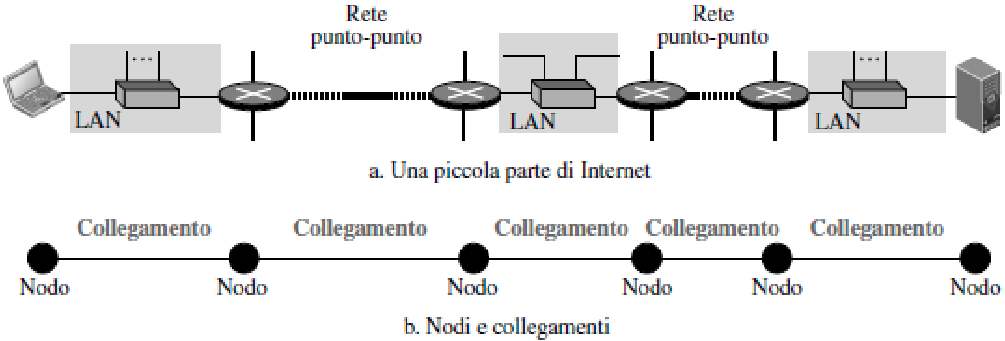 Rete
punto-punto
Rete
punto-punto
...
...
LAN
LAN
LAN
a. Una piccola parte di Internet
Collegamento Collegamento Collegamento Collegamento Collegamento
Nodo Nodo Nodo Nodo Nodo Nodo
b. Nodi e collegamenti